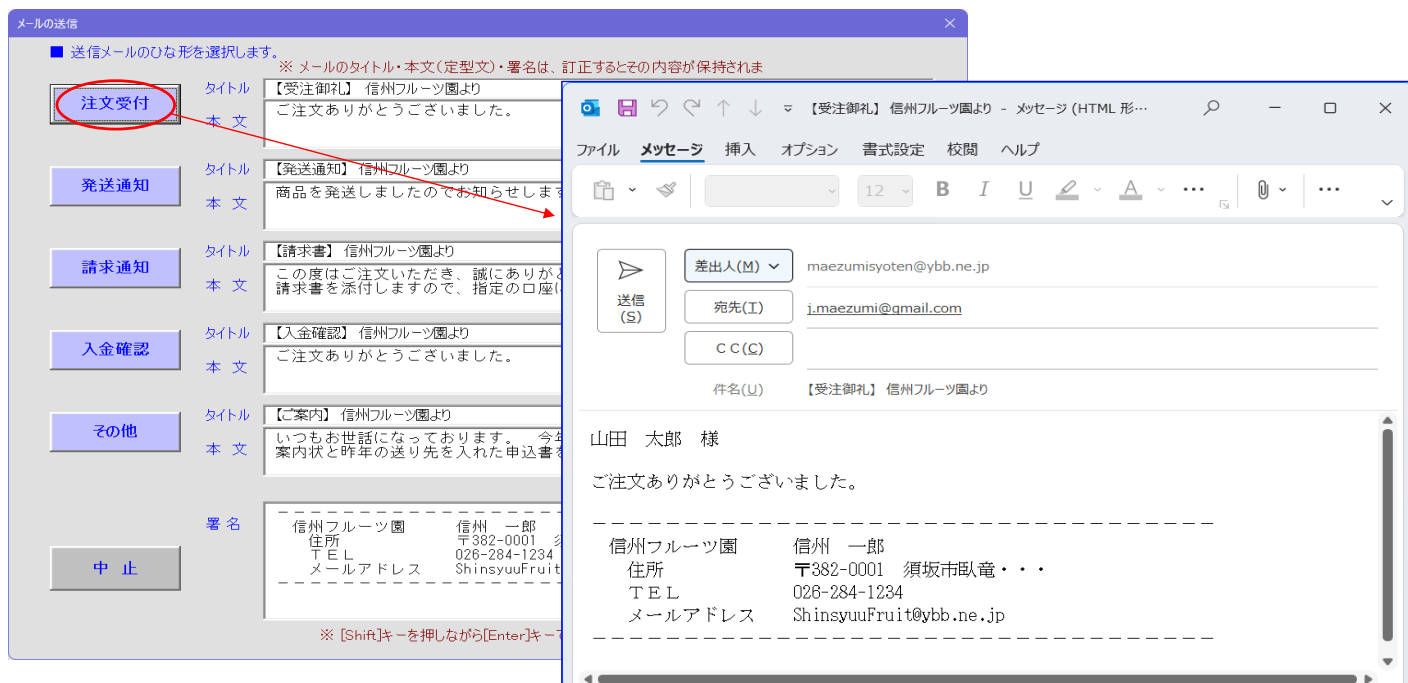 メールの送信
■ 送信メールのひな形を選択します。
※ メールのタイトル・本文(定型文)・署名は、訂正するとその内容が保持されま
注文受付
タイトル 【受注御礼】 信州フルーツ園より
本 文 ご注文ありがとうございました。
発送通知
タイトル 【発送通知】 信州フルーツ園より
本 文 商品を発送しましたのでお知らせします
請求通知
タイトル 【請求書】 信州フルーツ園より
本 文 この度はご注文いただき、誠にありがと
請求書を添付しますので、指定の口座に
入金確認
タイトル 【入金確認】 信州フルーツ園より
本 文 ご注文ありがとうございました。
その他
タイトル 【ご案内】 信州フルーツ園より
本 文 いつもお世話になっております。 今年
案内状と昨年の送り先を入れた申込書を
署名
信州フルーツ園 信州 一郎
住所 〒382-0001 須
TEL 026-284-1234
メールアドレス ShinsyuuFruit
中 止
※ [Shift]キーを押しながら[Enter]キーで
【受注御礼】 信州フルーツ園より - メッセージ (HTML 形…
ファイル メッセージ 挿入 オプション 書式設定 校閲 ヘルプ
12 B I U A
送信(S)
差出人(M) maezumisyoten@ybb.ne.jp
宛先(T) j.maezumi@gmail.com
CC(C)
件名(U) 【受注御礼】 信州フルーツ園より
山田 太郎 様
ご注文ありがとうございました。
－－－－－－－－－－－－－－－－－－－－－－－－－－－－－－－－－－
信州フルーツ園 信州 一郎
住所 〒382-0001 須坂市臥竜・・・
TEL 026-284-1234
メールアドレス ShinsyuuFruit@ybb.ne.jp
－－－－－－－－－－－－－－－－－－－－－－－－－－－－－－－－－－